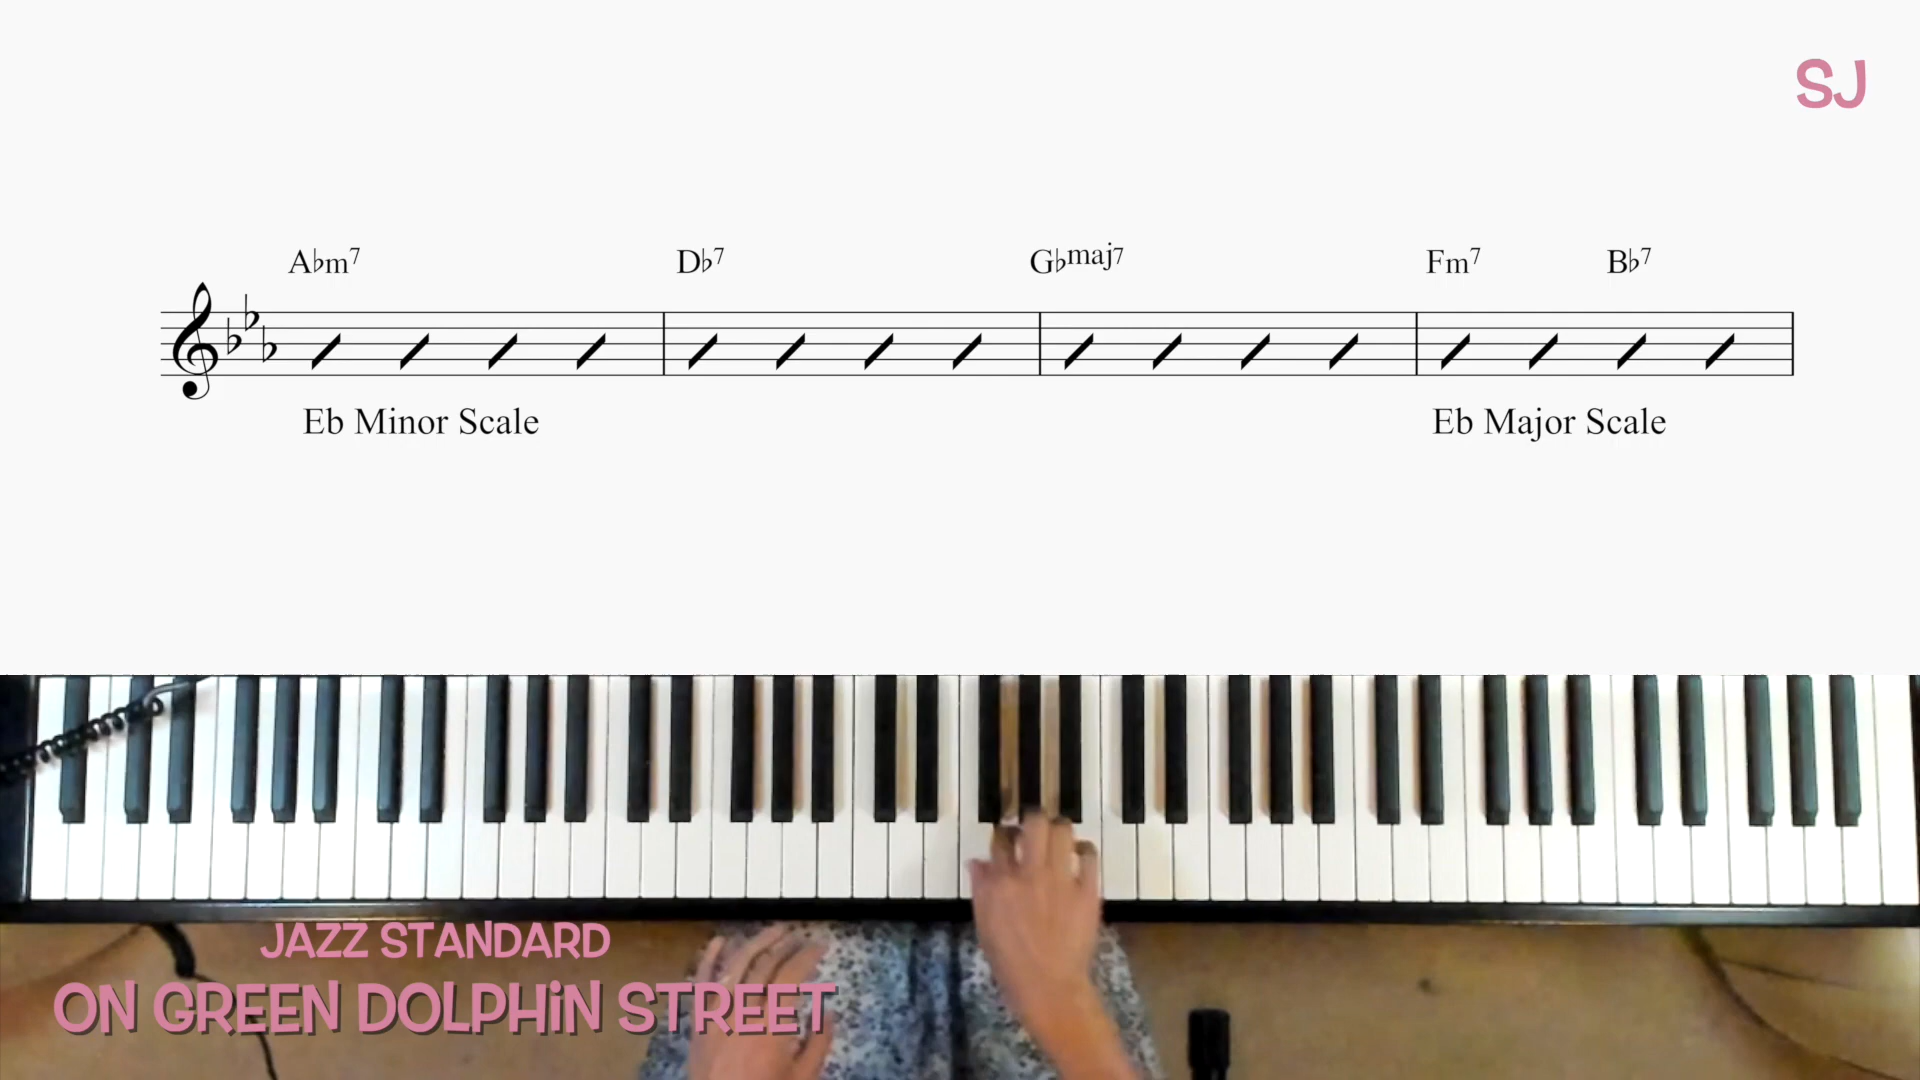 SJ
A♭m7 D♭7 G♭maj7 Fm7 B♭7
Eb Minor Scale Eb Major Scale
JAZZ STANDARD
ON GREEN DOLPHIN STREET